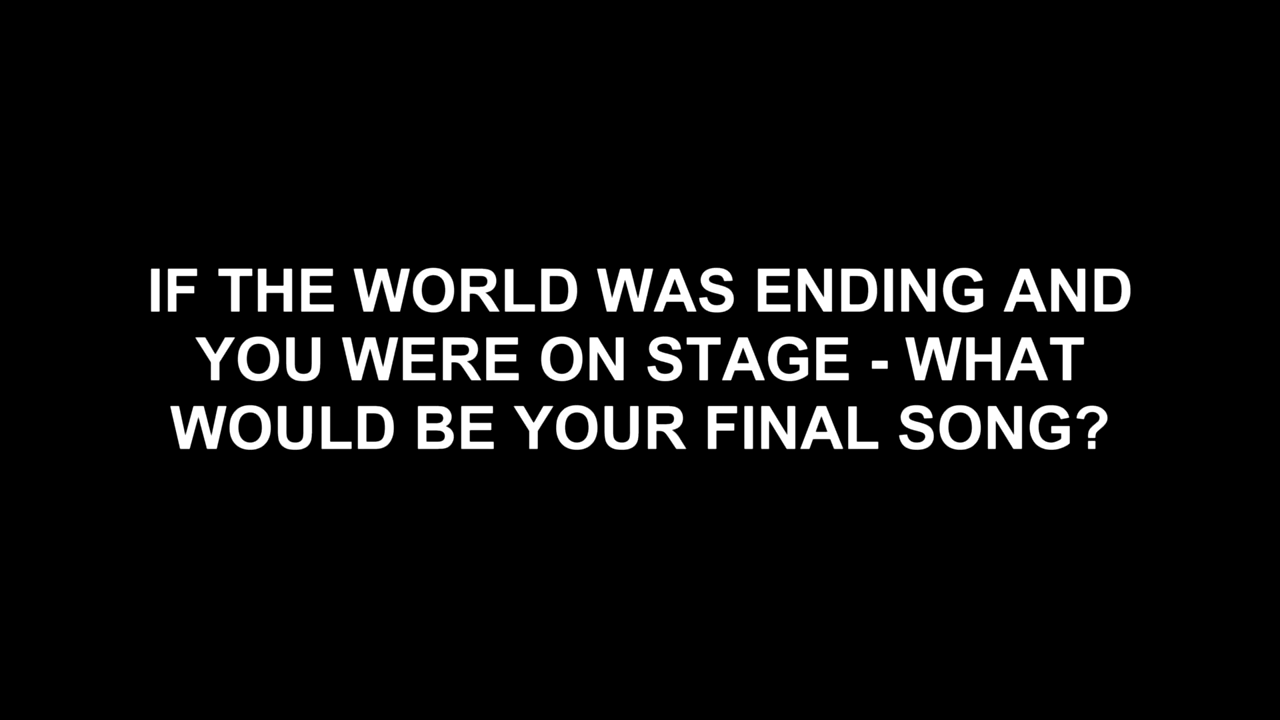 IF THE WORLD WAS ENDING AND
YOU WERE ON STAGE - WHAT
WOULD BE YOUR FINAL SONG?